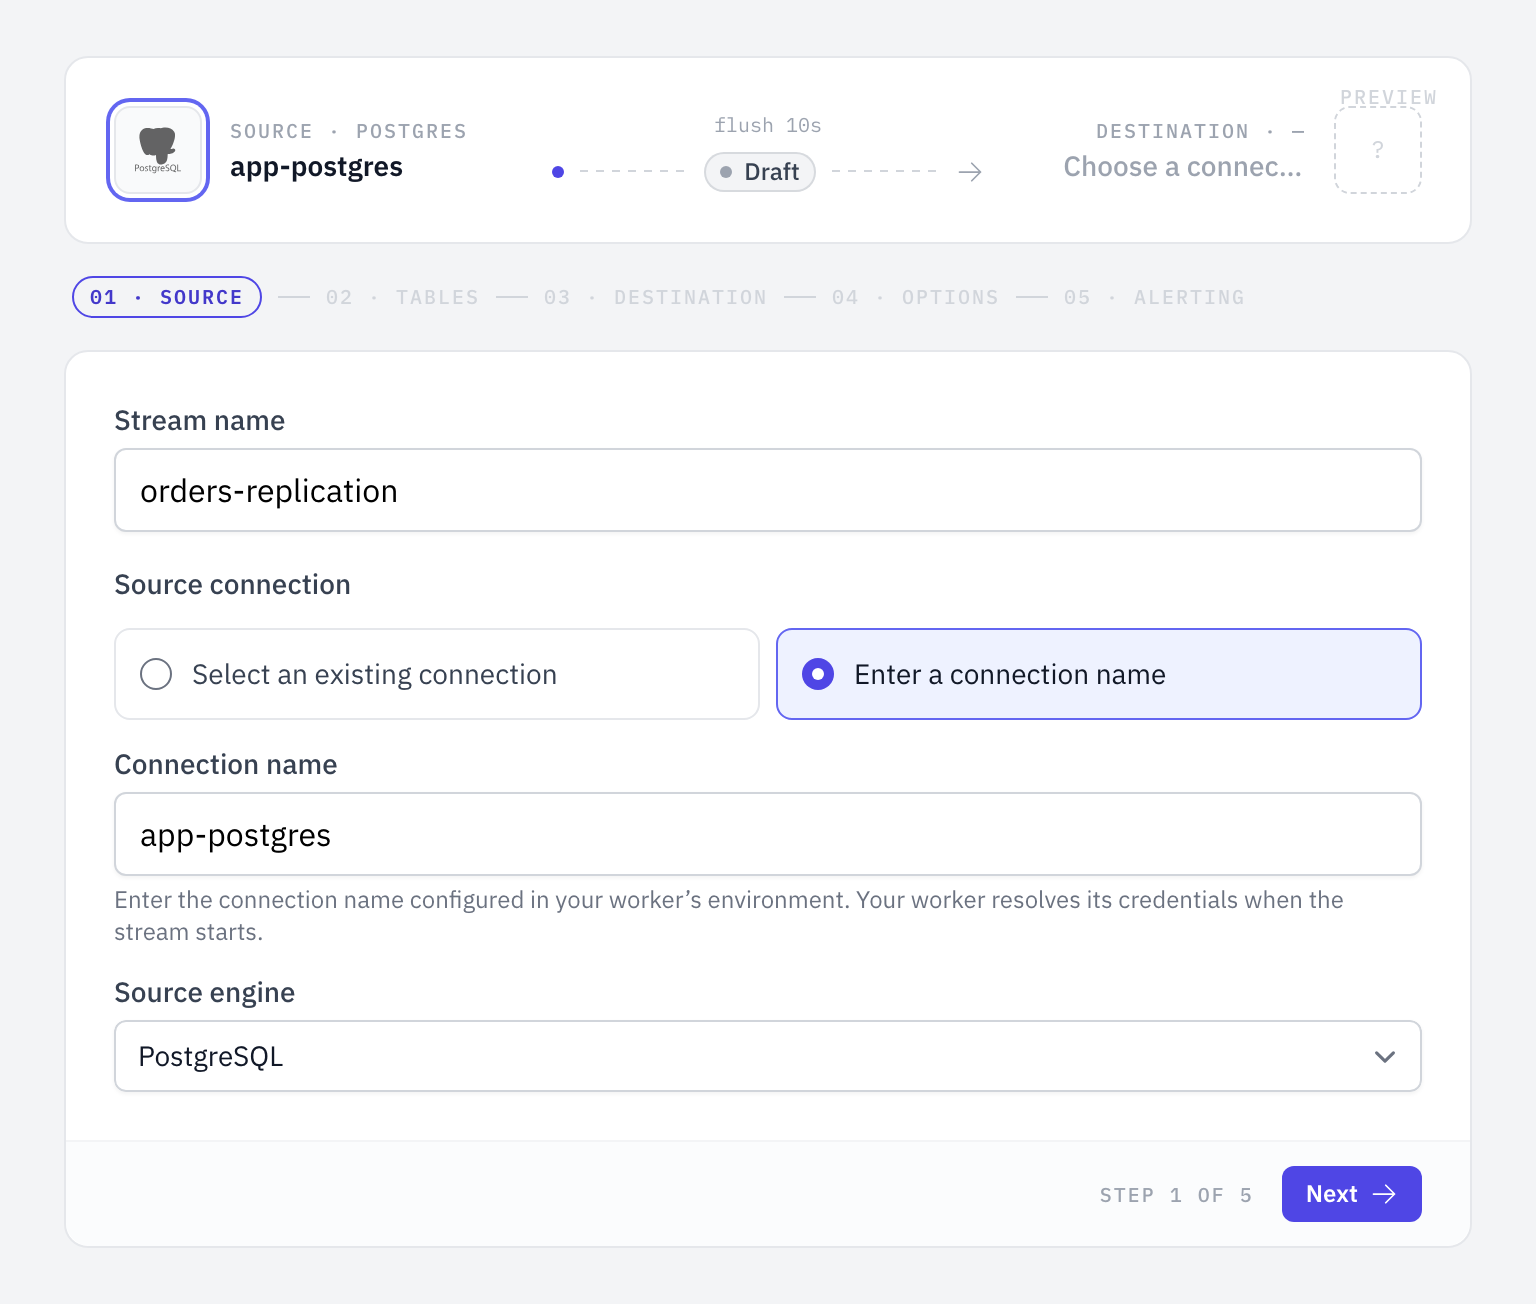 PREVIEW
PostgreSQL
SOURCE · POSTGRES
app-postgres
flush 10s
Draft
DESTINATION · —
Choose a connec...
?
01 · SOURCE
02 · TABLES
03 · DESTINATION
04 · OPTIONS
05 · ALERTING
Stream name
orders-replication
Source connection
Select an existing connection
Enter a connection name
Connection name
app-postgres
Enter the connection name configured in your worker’s environment. Your worker resolves its credentials when the
stream starts.
Source engine
PostgreSQL
STEP 1 OF 5
Next